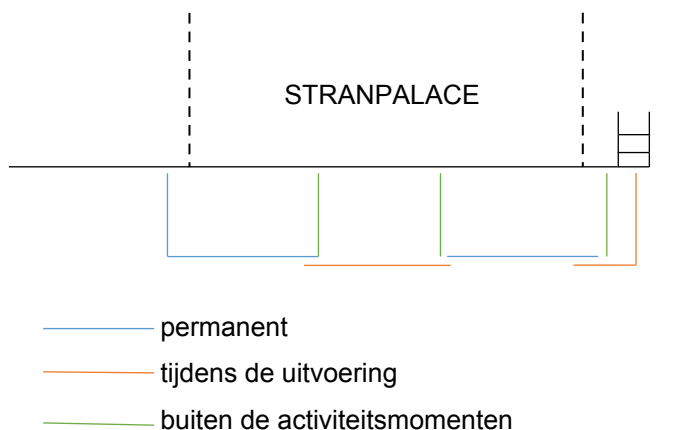 STRANPALACE
permanent
tijdens de uitvoering
buiten de activiteitsmomenten